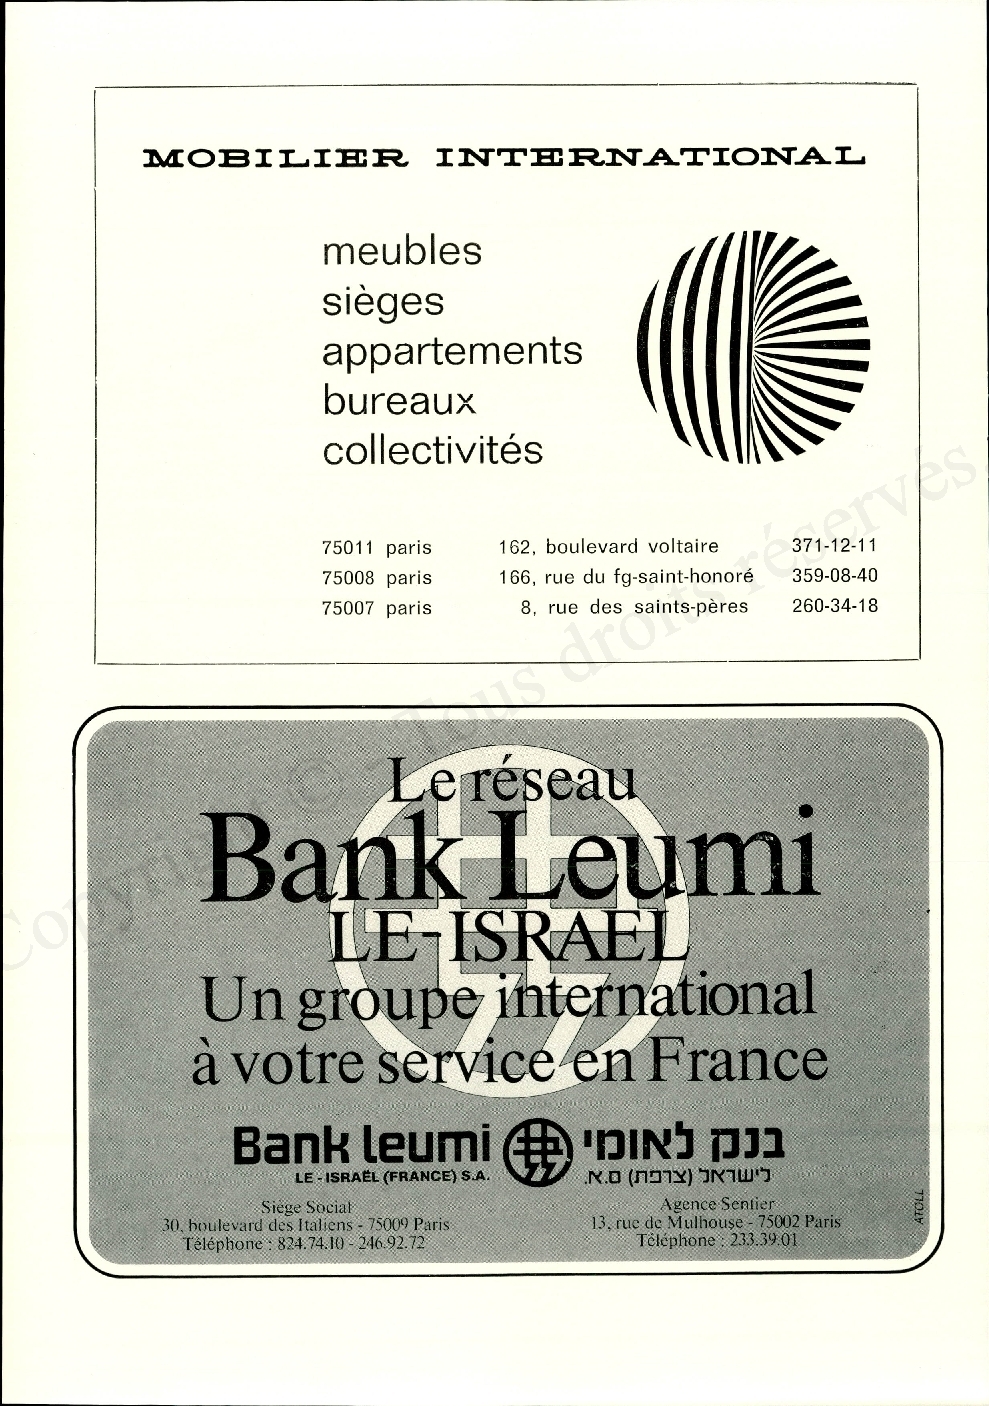 MOBILIER INTERNATIONAL
meubles
sièges
appartements
bureaux
collectivités
75011 paris 162, boulevard voltaire 371-12-11
75008 paris 166, rue du fg-saint-honoré 359-08-40
75007 paris 8, rue des saints-pères 260-34-18
Le réseau
Bank Leumi
LE-ISRAEL
Un groupe international
à votre service en France
Bank leumi בנק לאומי
LE - ISRAËL (FRANCE) S.A. לישראל (צרפת) ס.א.
Siège Social
30, boulevard des Italiens - 75009 Paris
Téléphone : 824.74.10 - 246.92.72
Agence Sentier
13, rue de Mulhouse - 75002 Paris
Téléphone : 233.39.01
ATOLL
Copyright © - Tous droits réservés.